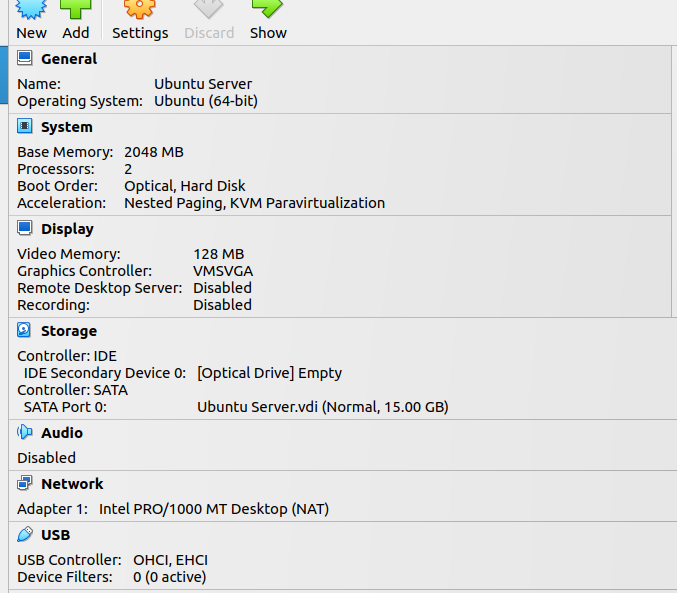 New Add Settings Discard Show
General
Name: Ubuntu Server
Operating System: Ubuntu (64-bit)
System
Base Memory: 2048 MB
Processors: 2
Boot Order: Optical, Hard Disk
Acceleration: Nested Paging, KVM Paravirtualization
Display
Video Memory: 128 MB
Graphics Controller: VMSVGA
Remote Desktop Server: Disabled
Recording: Disabled
Storage
Controller: IDE
IDE Secondary Device 0: [Optical Drive] Empty
Controller: SATA
SATA Port 0: Ubuntu Server.vdi (Normal, 15.00 GB)
Audio
Disabled
Network
Adapter 1: Intel PRO/1000 MT Desktop (NAT)
USB
USB Controller: OHCI, EHCI
Device Filters: 0 (0 active)